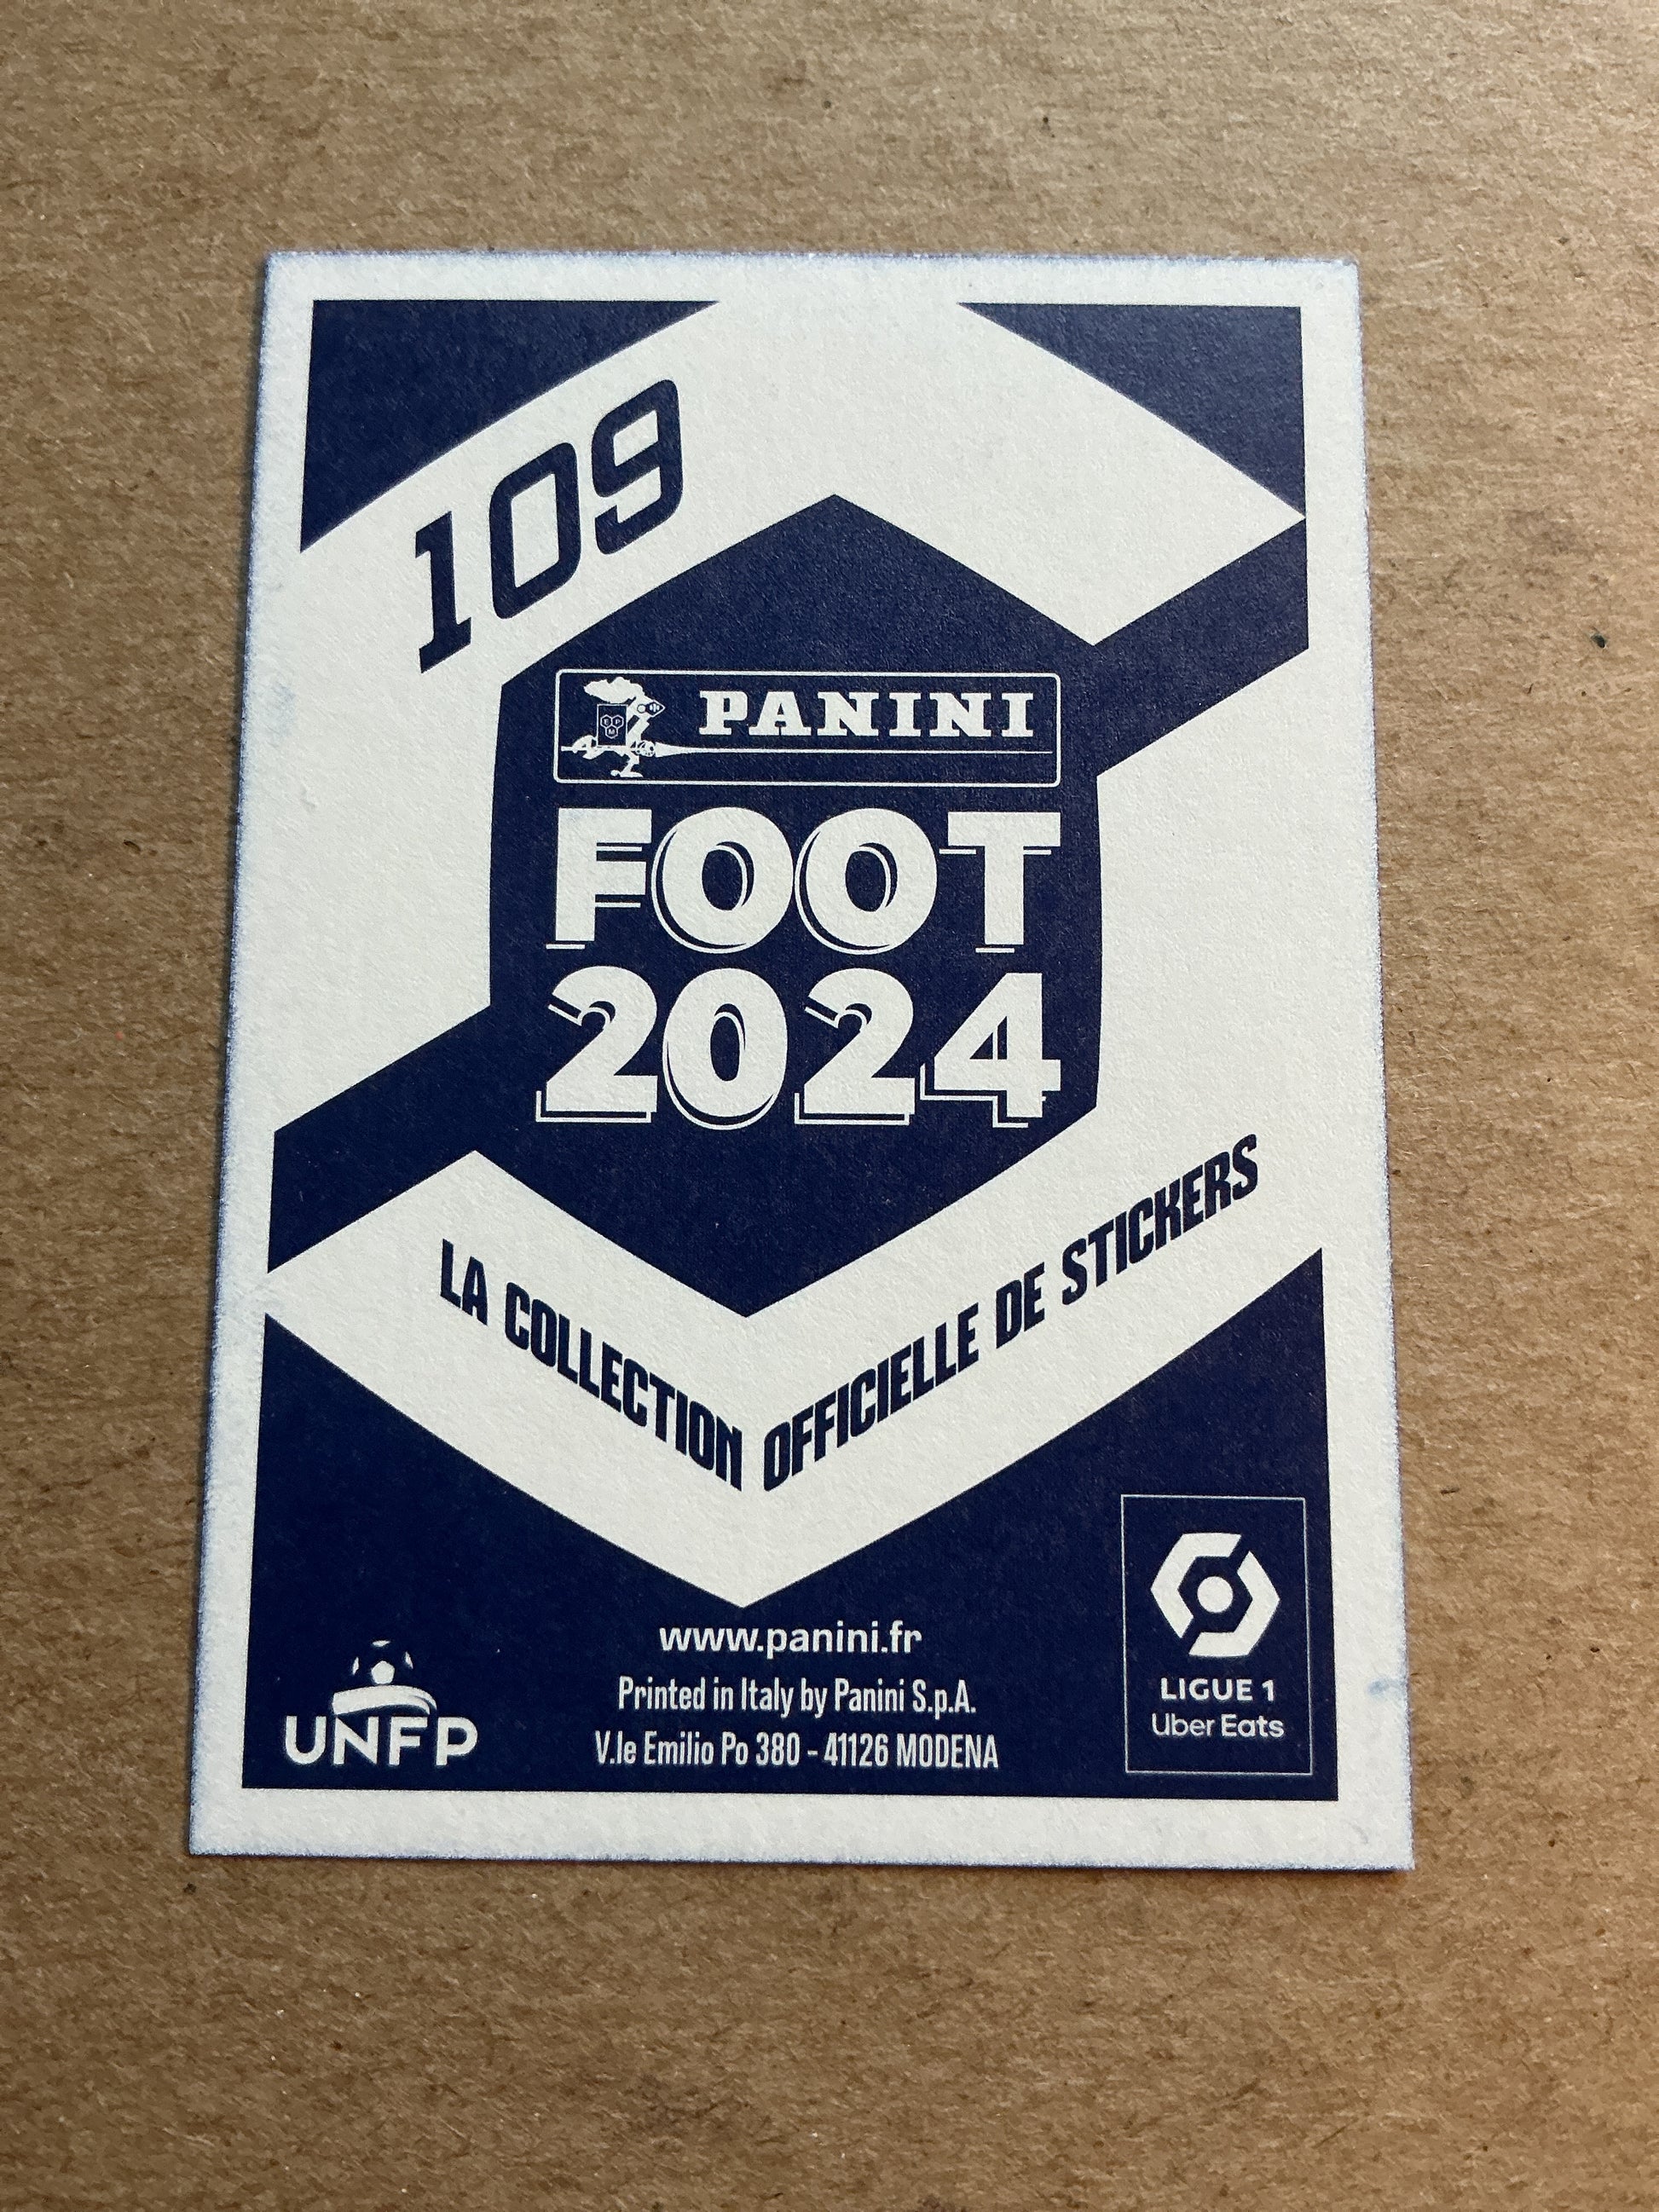 109
PANINI
FOOT
2024
LA COLLECTION OFFICIELLE DE STICKERS
www.panini.fr
Printed in Italy by Panini S.p.A.
V.le Emilio Po 380 - 41126 MODENA
UNFP
LIGUE 1
Uber Eats